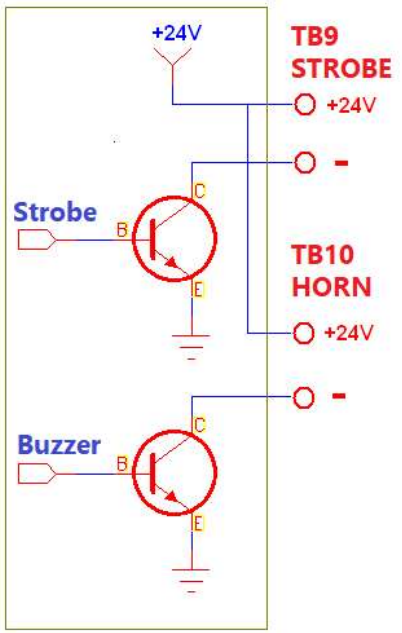 +24V
TB9
STROBE
+24V
-
C
Strobe
B
E
TB10
HORN
+24V
-
C
Buzzer
B
E